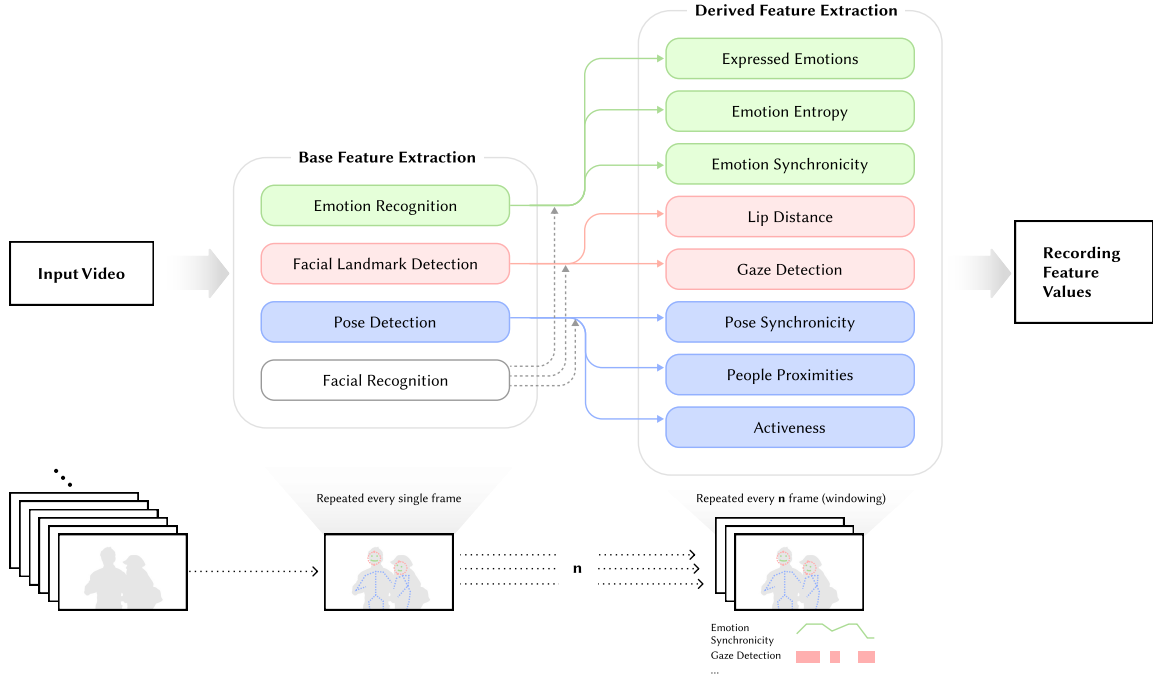 Derived Feature Extraction
Expressed Emotions
Emotion Entropy
Base Feature Extraction
Emotion Synchronicity
Emotion Recognition
Lip Distance
Facial Landmark Detection
Gaze Detection
Input Video
Recording
Feature
Values
Pose Detection
Pose Synchronicity
Facial Recognition
People Proximities
Activeness
Repeated every single frame
Repeated every n frame (windowing)
n
Emotion
Synchronicity
Gaze Detection
...